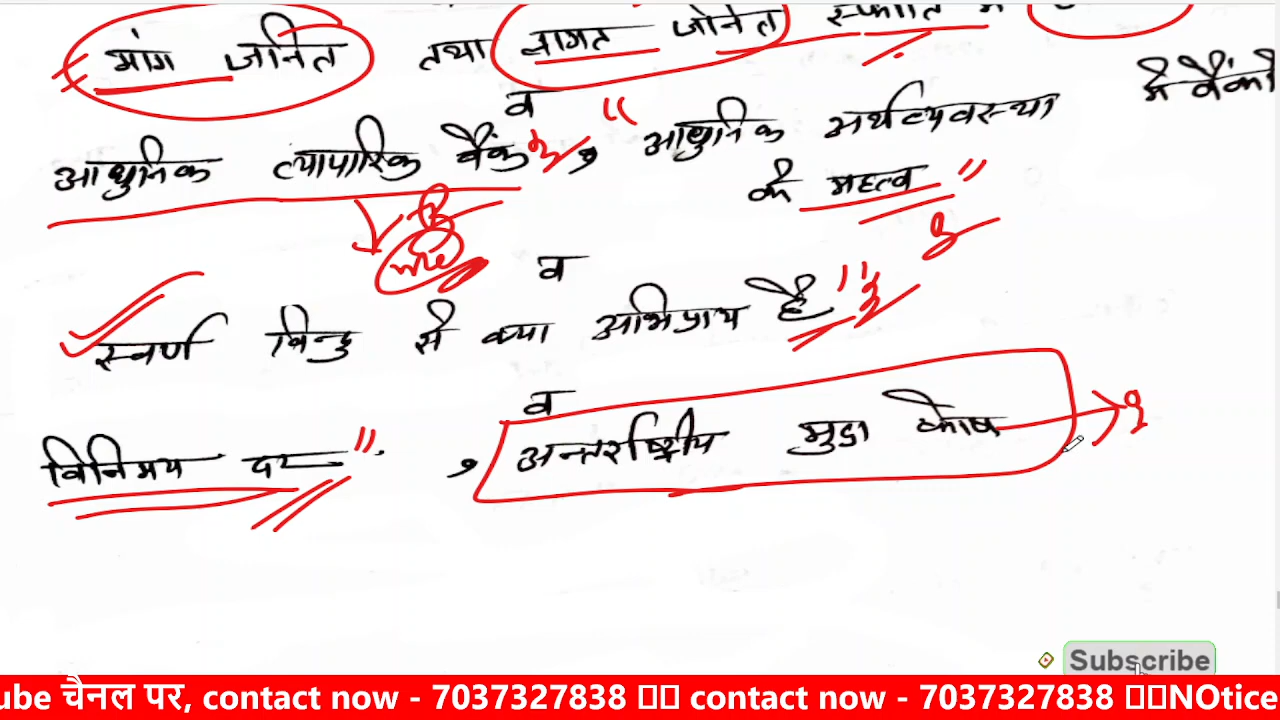 मांग जनित तथा लागत जनित स्फीति में
व
आधुनिक व्यापारिक बैंक , " आधुनिक अर्थव्यवस्था में बैंकों
के महत्व "
व
स्वर्ण बिन्दु से क्या अभिप्राय है "
व
विनिमय दर " , अन्तर्राष्ट्रीय मुद्रा कोष
Subscribe
ube चैनल पर, contact now - 7037327838 contact now - 7037327838 NOtice